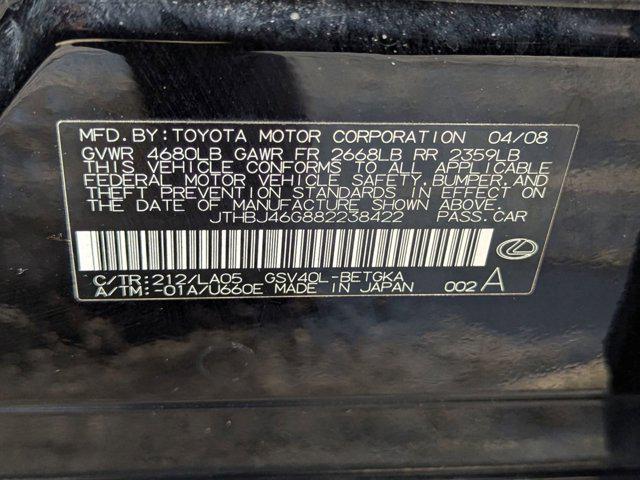 MFD. BY: TOYOTA MOTOR CORPORATION 04/08
GVWR 4680LB GAWR FR 2668LB RR 2359LB
THIS VEHICLE CONFORMS TO ALL APPLICABLE
FEDERAL MOTOR VEHICLE SAFETY, BUMPER, AND
THEFT PREVENTION STANDARDS IN EFFECT ON
THE DATE OF MANUFACTURE SHOWN ABOVE.
JTHBJ46G882238422 PASS. CAR
C/TR: 212/LA05 GSV40L-BETGKA
A/TM: -01A/U660E MADE IN JAPAN 002 A